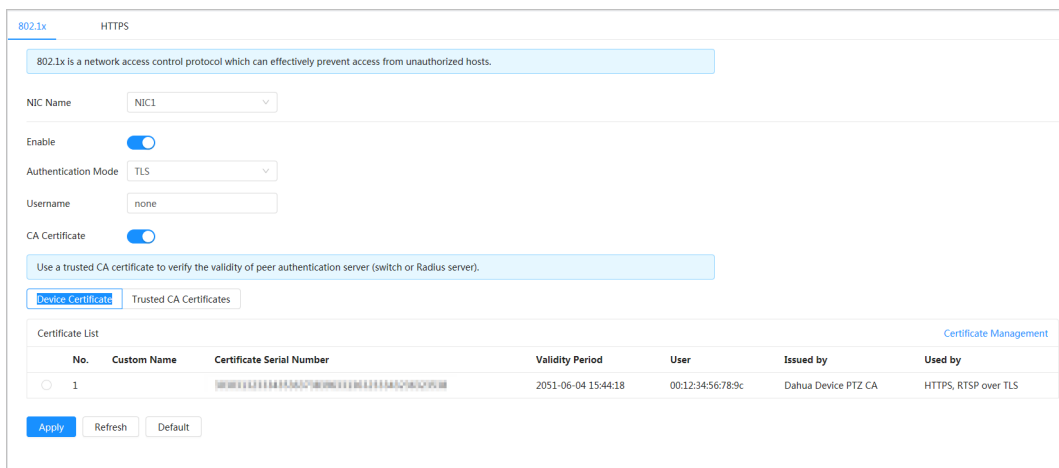 802.1x HTTPS
802.1x is a network access control protocol which can effectively prevent access from unauthorized hosts.
NIC Name NIC1
Enable
Authentication Mode TLS
Username none
CA Certificate
Use a trusted CA certificate to verify the validity of peer authentication server (switch or Radius server).
Device Certificate Trusted CA Certificates
Certificate List Certificate Management
No. Custom Name Certificate Serial Number Validity Period User Issued by Used by
1 2051-06-04 15:44:18 00:12:34:56:78:9c Dahua Device PTZ CA HTTPS, RTSP over TLS
Apply Refresh Default